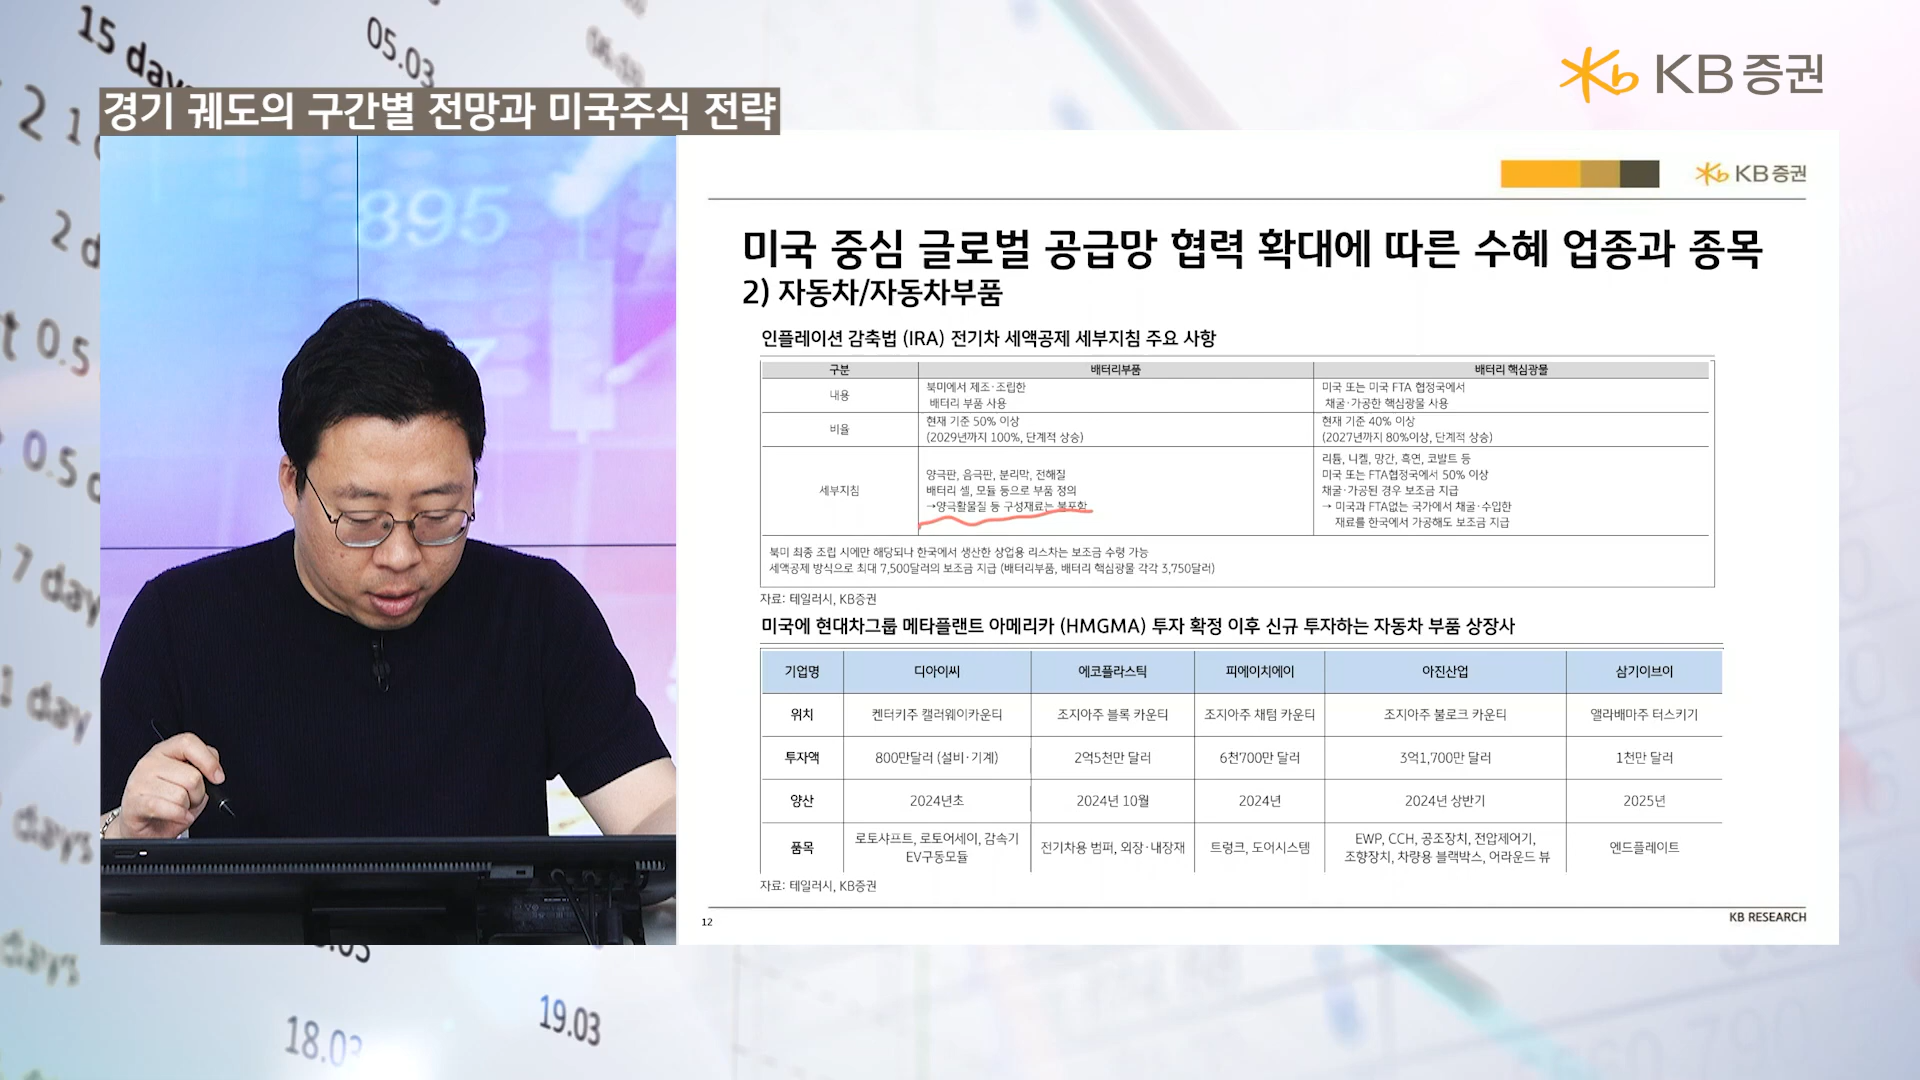 15 days
05.03
2 1
2 d
0.5
0.5
7 day
1 day
days
days
18.03
19.03
895
경기 궤도의 구간별 전망과 미국주식 전략
KB증권
KB증권
미국 중심 글로벌 공급망 협력 확대에 따른 수혜 업종과 종목
2) 자동차/자동차부품
인플레이션 감축법 (IRA) 전기차 세액공제 세부지침 주요 사항
구분 배터리부품 배터리 핵심광물
내용 북미에서 제조·조립한 배터리 부품 사용 미국 또는 미국 FTA 협정국에서 채굴·가공한 핵심광물 사용
비율 현재 기준 50% 이상 (2029년까지 100%, 단계적 상승) 현재 기준 40% 이상 (2027년까지 80%이상, 단계적 상승)
세부지침 양극판, 음극판, 분리막, 전해질 배터리 셀, 모듈 등으로 부품 정의 →양극활물질 등 구성재료는 불포함 리튬, 니켈, 망간, 흑연, 코발트 등 미국 또는 FTA협정국에서 50% 이상 채굴·가공된 경우 보조금 지급 → 미국과 FTA없는 국가에서 채굴·수입한 재료를 한국에서 가공해도 보조금 지급
북미 최종 조립 시에만 해당되나 한국에서 생산한 상업용 리스차는 보조금 수령 가능
세액공제 방식으로 최대 7,500달러의 보조금 지급 (배터리부품, 배터리 핵심광물 각각 3,750달러)
자료: 테일러시, KB증권
미국에 현대차그룹 메타플랜트 아메리카 (HMGMA) 투자 확정 이후 신규 투자하는 자동차 부품 상장사
기업명 디아이씨 에코플라스틱 피에이치에이 아진산업 삼기이브이
위치 켄터키주 캘러웨이카운티 조지아주 블록 카운티 조지아주 채텀 카운티 조지아주 불로크 카운티 앨라배마주 터스키기
투자액 800만달러 (설비·기계) 2억5천만 달러 6천700만 달러 3억1,700만 달러 1천만 달러
양산 2024년초 2024년 10월 2024년 2024년 상반기 2025년
품목 로토샤프트, 로토어세이, 감속기 EV구동모듈 전기차용 범퍼, 외장·내장재 트렁크, 도어시스템 EWP, CCH, 공조장치, 전압제어기, 조향장치, 차량용 블랙박스, 어라운드 뷰 엔드플레이트
자료: 테일러시, KB증권
12
KB RESEARCH